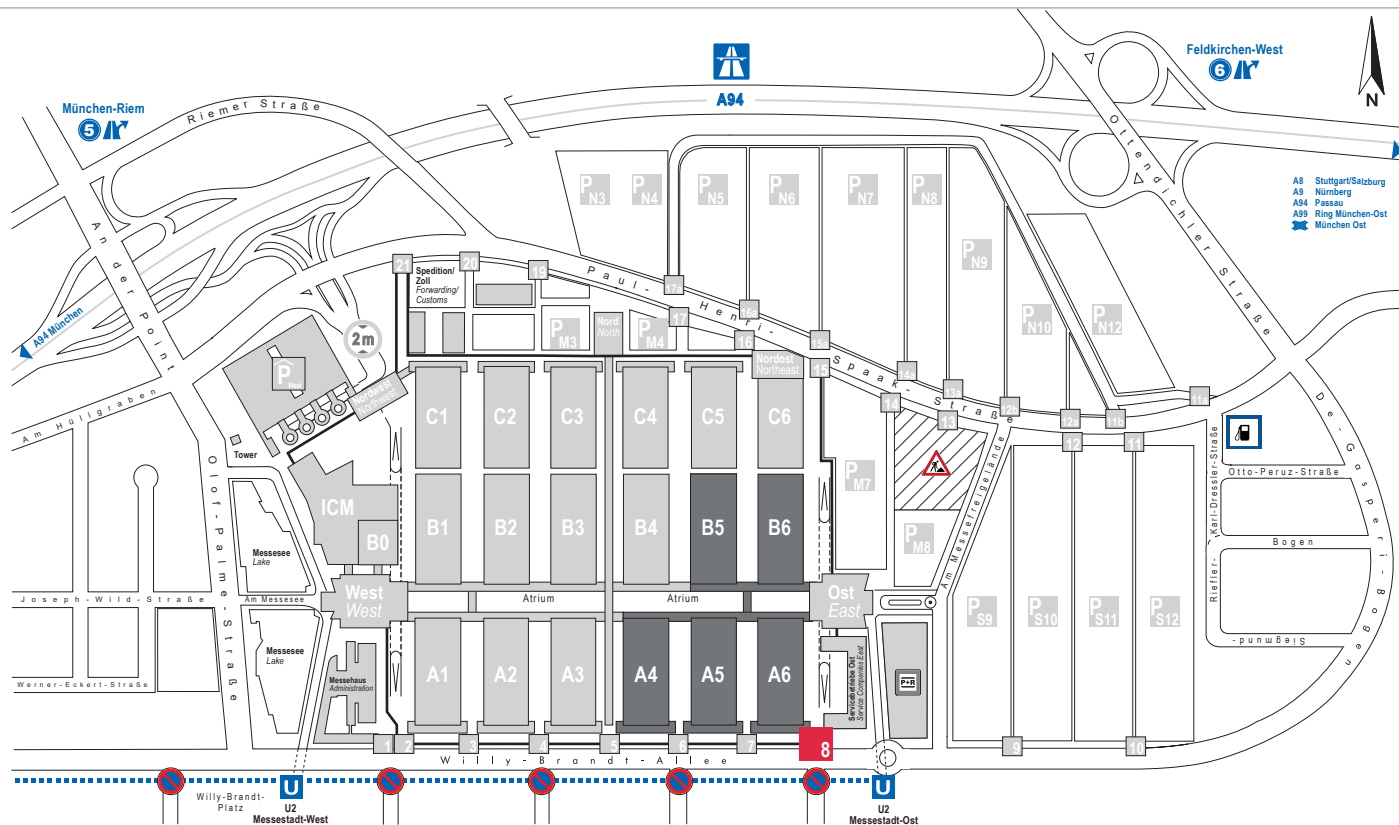 Feldkirchen-West
6
A94
N
München-Riem
5
Riemer Straße
Ottendichler Straße
A8 Stuttgart/Salzburg
A9 Nürnberg
A94 Passau
A99 Ring München-Ost
München Ost
P N3
P N4
P N5
P N6
P N7
P N8
P N9
P N10
P N12
An der Point
A94 München
Paul-Henri-Spaak-Straße
21
20
19
17a
16a
15a
14a
13a
12b
12a
11b
11c
Spedition/
Zoll
Forwarding/
Customs
2m
P M3
Nord
North
P M4
17
16
15
14
13
12
11
Nordost
Northeast
P West
Nordwest
Northwest
Am Hüllgraben
Tower
Olof-Palme-Straße
C1
C2
C3
C4
C5
C6
P M7
P M8
Am Messefreigelände
De-Gasperi-Bogen
Karl-Dressler-Straße
Otto-Peruz-Straße
Riefler-
Bogen
Siegmund-
ICM
B0
B1
B2
B3
B4
B5
B6
Messesee
Lake
West
West
Atrium
Atrium
Ost
East
Joseph-Wild-Straße
Am Messesee
P S9
P S10
P S11
P S12
Messesee
Lake
Messehaus
Administration
A1
A2
A3
A4
A5
A6
Servicebetriebe Ost
Service Companies East
P+R
Werner-Eckert-Straße
1
2
3
4
5
6
7
8
9
10
Willy-Brandt-Allee
Willy-Brandt-
Platz
U
U2
Messestadt-West
U
U2
Messestadt-Ost